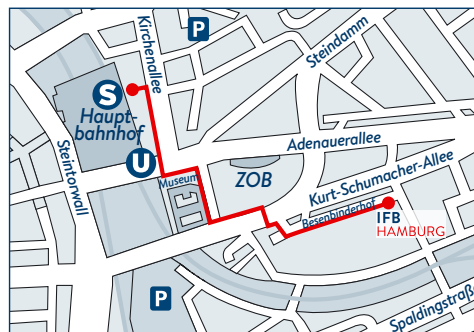 Kirchenallee
P
Steindamm
S
Haupt-
bahnhof
Adenauerallee
U
Steintorwall
Museum
ZOB
Kurt-Schumacher-Allee
Besenbinderhof
IFB
HAMBURG
P
Spaldingstraß